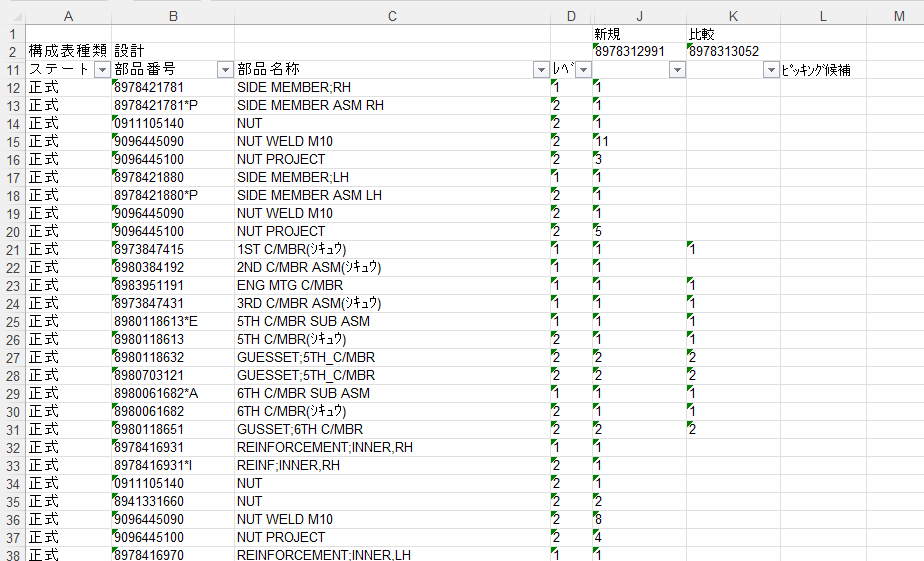 A B C D J K L M
1 新規 比較
2 構成表種類 設計 8978312991 8978313052
11 ステート 部品番号 部品名称 ﾚﾍﾞ ﾋﾟｯｷﾝｸﾞ候補
12 正式 8978421781 SIDE MEMBER;RH 1 1
13 正式 8978421781*P SIDE MEMBER ASM RH 2 1
14 正式 0911105140 NUT 2 1
15 正式 9096445090 NUT WELD M10 2 11
16 正式 9096445100 NUT PROJECT 2 3
17 正式 8978421880 SIDE MEMBER;LH 1 1
18 正式 8978421880*P SIDE MEMBER ASM LH 2 1
19 正式 9096445090 NUT WELD M10 2 1
20 正式 9096445100 NUT PROJECT 2 5
21 正式 8973847415 1ST C/MBR(ｼｷｭｳ) 1 1 1
22 正式 8980384192 2ND C/MBR ASM(ｼｷｭｳ) 1 1
23 正式 8983951191 ENG MTG C/MBR 1 1 1
24 正式 8973847431 3RD C/MBR ASM(ｼｷｭｳ) 1 1 1
25 正式 8980118613*E 5TH C/MBR SUB ASM 1 1 1
26 正式 8980118613 5TH C/MBR(ｼｷｭｳ) 2 1 1
27 正式 8980118632 GUESSET;5TH_C/MBR 2 2 2
28 正式 8980703121 GUESSET;5TH_C/MBR 2 2 2
29 正式 8980061682*A 6TH C/MBR SUB ASM 1 1 1
30 正式 8980061682 6TH C/MBR(ｼｷｭｳ) 2 1 1
31 正式 8980118651 GUSSET;6TH C/MBR 2 2 2
32 正式 8978416931 REINFORCEMENT;INNER,RH 1 1
33 正式 8978416931*I REINF;INNER,RH 2 1
34 正式 0911105140 NUT 2 1
35 正式 8941331660 NUT 2 2
36 正式 9096445090 NUT WELD M10 2 8
37 正式 9096445100 NUT PROJECT 2 4
38 正式 8978416970 REINFORCEMENT;INNER,LH 1 1